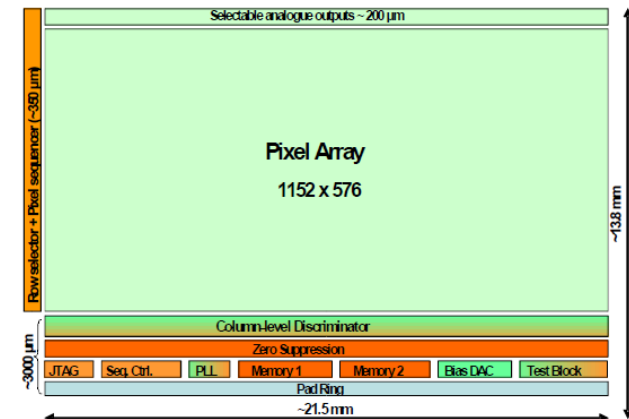 Selectable analogue outputs ~ 200 µm
Row selector + Pixel sequencer (~350 µm)
Pixel Array
1152 x 576
~13.8 mm
Column-level Discriminator
Zero Suppression
~3000 µm
JTAG Seq. Ctrl. PLL Memory 1 Memory 2 Bias DAC Test Block
Pad Ring
~21.5 mm